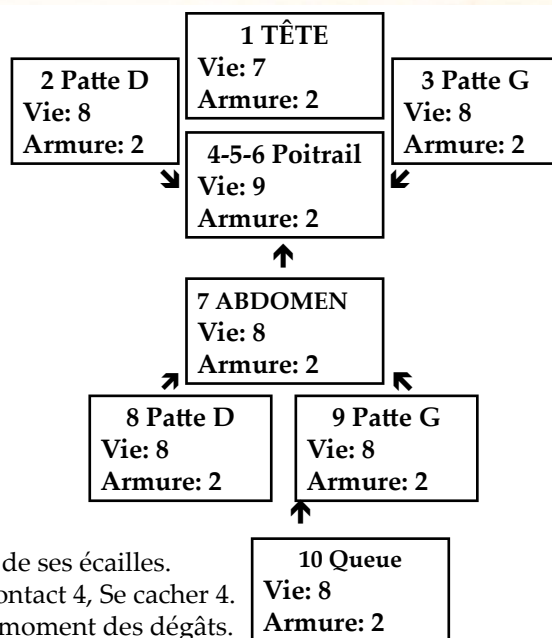 1 TÊTE
Vie: 7
Armure: 2
2 Patte D
Vie: 8
Armure: 2
3 Patte G
Vie: 8
Armure: 2
4-5-6 Poitrail
Vie: 9
Armure: 2
7 ABDOMEN
Vie: 8
Armure: 2
8 Patte D
Vie: 8
Armure: 2
9 Patte G
Vie: 8
Armure: 2
de ses écailles.
ontact 4, Se cacher 4.
moment des dégâts.
10 Queue
Vie: 8
Armure: 2